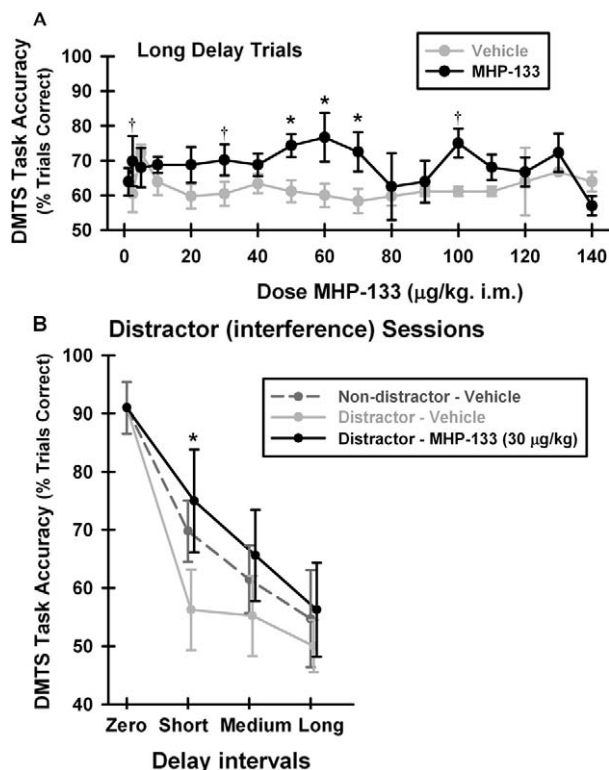 A
Long Delay Trials
Vehicle
MHP-133
DMTS Task Accuracy
(% Trials Correct)
100
90
80
70
60
50
†
†
*
*
*
†
0
20
40
60
80
100
120
140
Dose MHP-133 (μg/kg. i.m.)
B
Distractor (interference) Sessions
Non-distractor - Vehicle
Distractor - Vehicle
Distractor - MHP-133 (30 μg/kg)
DMTS Task Accuracy (% Trials Correct)
100
90
80
70
60
50
40
*
Zero
Short
Medium
Long
Delay intervals